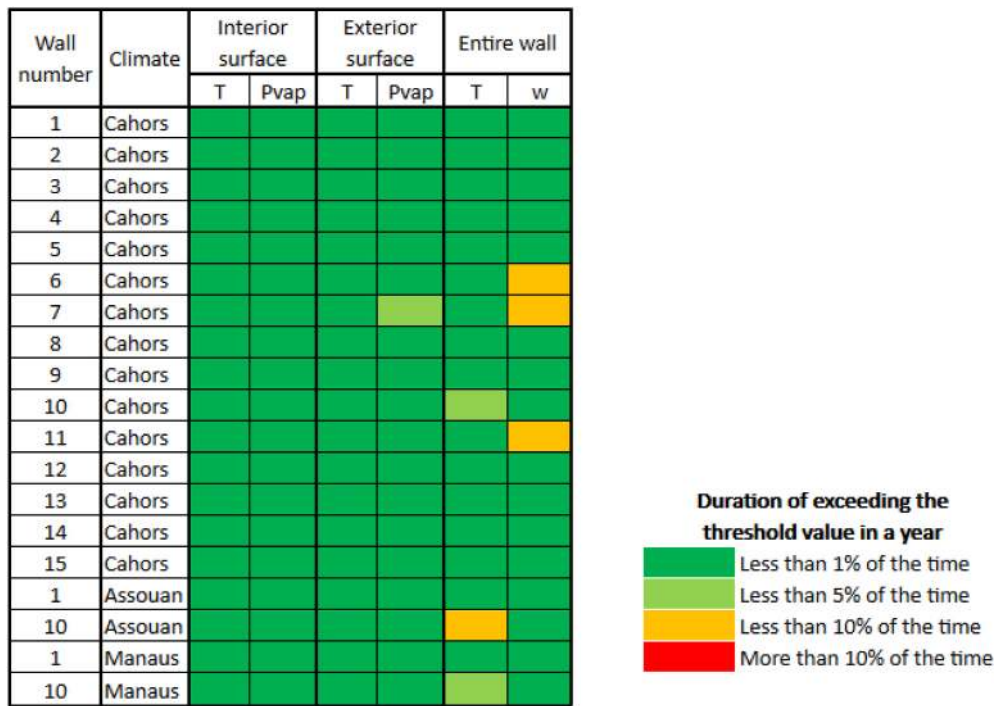 Wall number Climate Interior surface Exterior surface Entire wall
T Pvap T Pvap T w
1 Cahors
2 Cahors
3 Cahors
4 Cahors
5 Cahors
6 Cahors
7 Cahors
8 Cahors
9 Cahors
10 Cahors
11 Cahors
12 Cahors
13 Cahors
14 Cahors
15 Cahors
1 Assouan
10 Assouan
1 Manaus
10 Manaus
Duration of exceeding the
threshold value in a year
Less than 1% of the time
Less than 5% of the time
Less than 10% of the time
More than 10% of the time